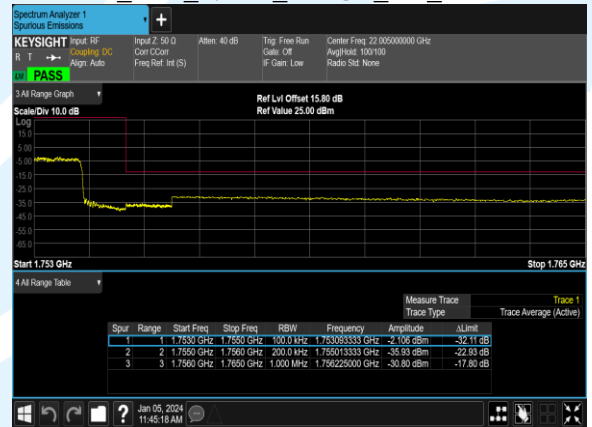 Spectrum Analyzer 1
Spurious Emissions
+
KEYSIGHT Input: RF Input Z: 50 Ω Atten: 40 dB Trig: Free Run Center Freq: 22.005000000 GHz
R T Coupling: DC Corr CCorr Gate: Off Avg|Hold: 100/100
Align: Auto Freq Ref: Int (S) IF Gain: Low Radio Std: None
LV PASS
3 All Range Graph
Ref Lvl Offset 15.80 dB
Scale/Div 10.0 dB Ref Value 25.00 dBm
Log
15.0
5.00
-5.00
-15.0
-25.0
-35.0
-45.0
-55.0
-65.0
Start 1.753 GHz Stop 1.765 GHz
4 All Range Table
Measure Trace Trace 1
Trace Type Trace Average (Active)
Spur Range Start Freq Stop Freq RBW Frequency Amplitude ΔLimit
1 1 1.7530 GHz 1.7550 GHz 100.0 kHz 1.753093333 GHz -2.106 dBm -32.11 dB
2 2 1.7550 GHz 1.7560 GHz 200.0 kHz 1.755013333 GHz -35.93 dBm -22.93 dB
3 3 1.7560 GHz 1.7650 GHz 1.000 MHz 1.756225000 GHz -30.80 dBm -17.80 dB
? Jan 05, 2024
11:45:18 AM